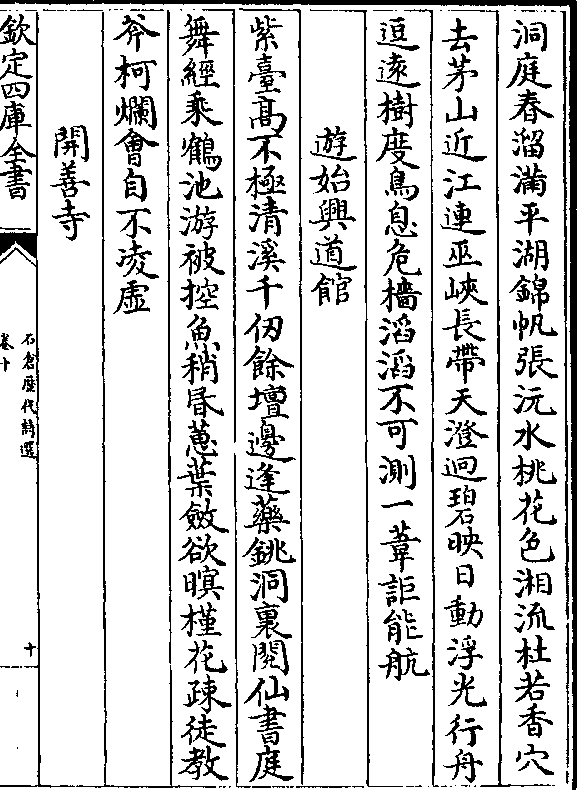 洞庭春溜滿平湖錦帆張沅水桃花色湘流杜若香穴
去茅山近江連巫峽長帶天澄迥碧映日動浮光行舟
逗遠樹度鳥息危檣滔滔不可測一葦詎能航
遊始興道館
紫臺高不極清溪千仞餘壇邊逢藥銚洞裏閱仙書庭
舞經乘鶴池游被控魚稍昏蕙葉斂欲暝槿花疎徒教
斧柯爛會自不凌虛
開善寺
欽定四庫全書
石倉歷代詩選
卷十
十